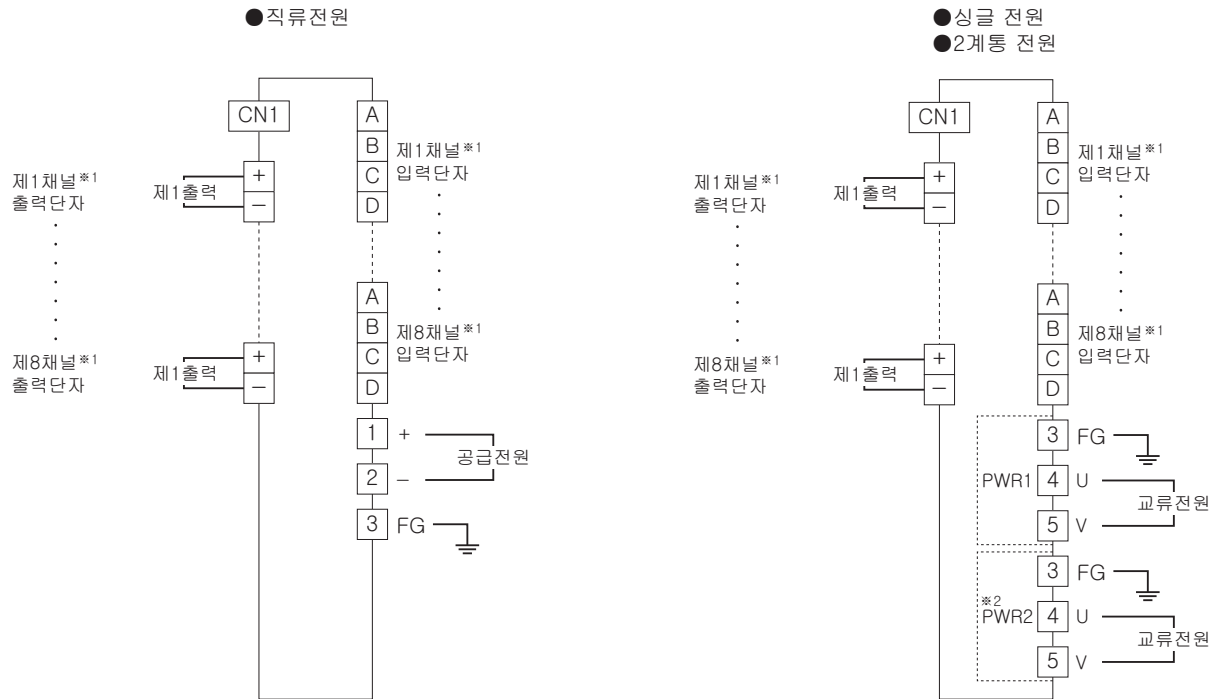 ●직류전원
CN1
A
B
C
D
제1채널※1
입력단자
제1채널※1
출력단자
제1출력
+
−
A
B
C
D
제8채널※1
입력단자
제8채널※1
출력단자
제1출력
+
−
1 +
2 −
공급전원
3 FG
●싱글 전원
●2계통 전원
CN1
A
B
C
D
제1채널※1
입력단자
제1채널※1
출력단자
제1출력
+
−
A
B
C
D
제8채널※1
입력단자
제8채널※1
출력단자
제1출력
+
−
3 FG
PWR1 4 U
교류전원
5 V
3 FG
※2
PWR2 4 U
교류전원
5 V